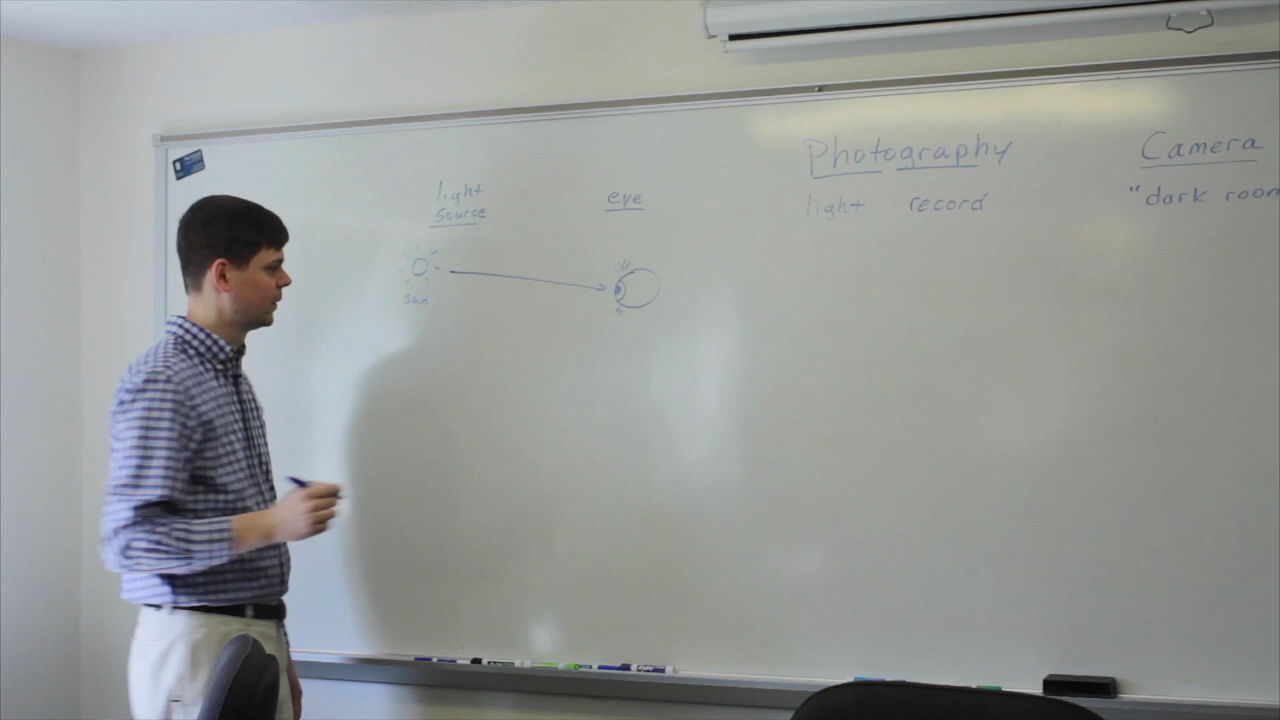 light
source
eye
sun
Photography
light record
Camera
"dark room